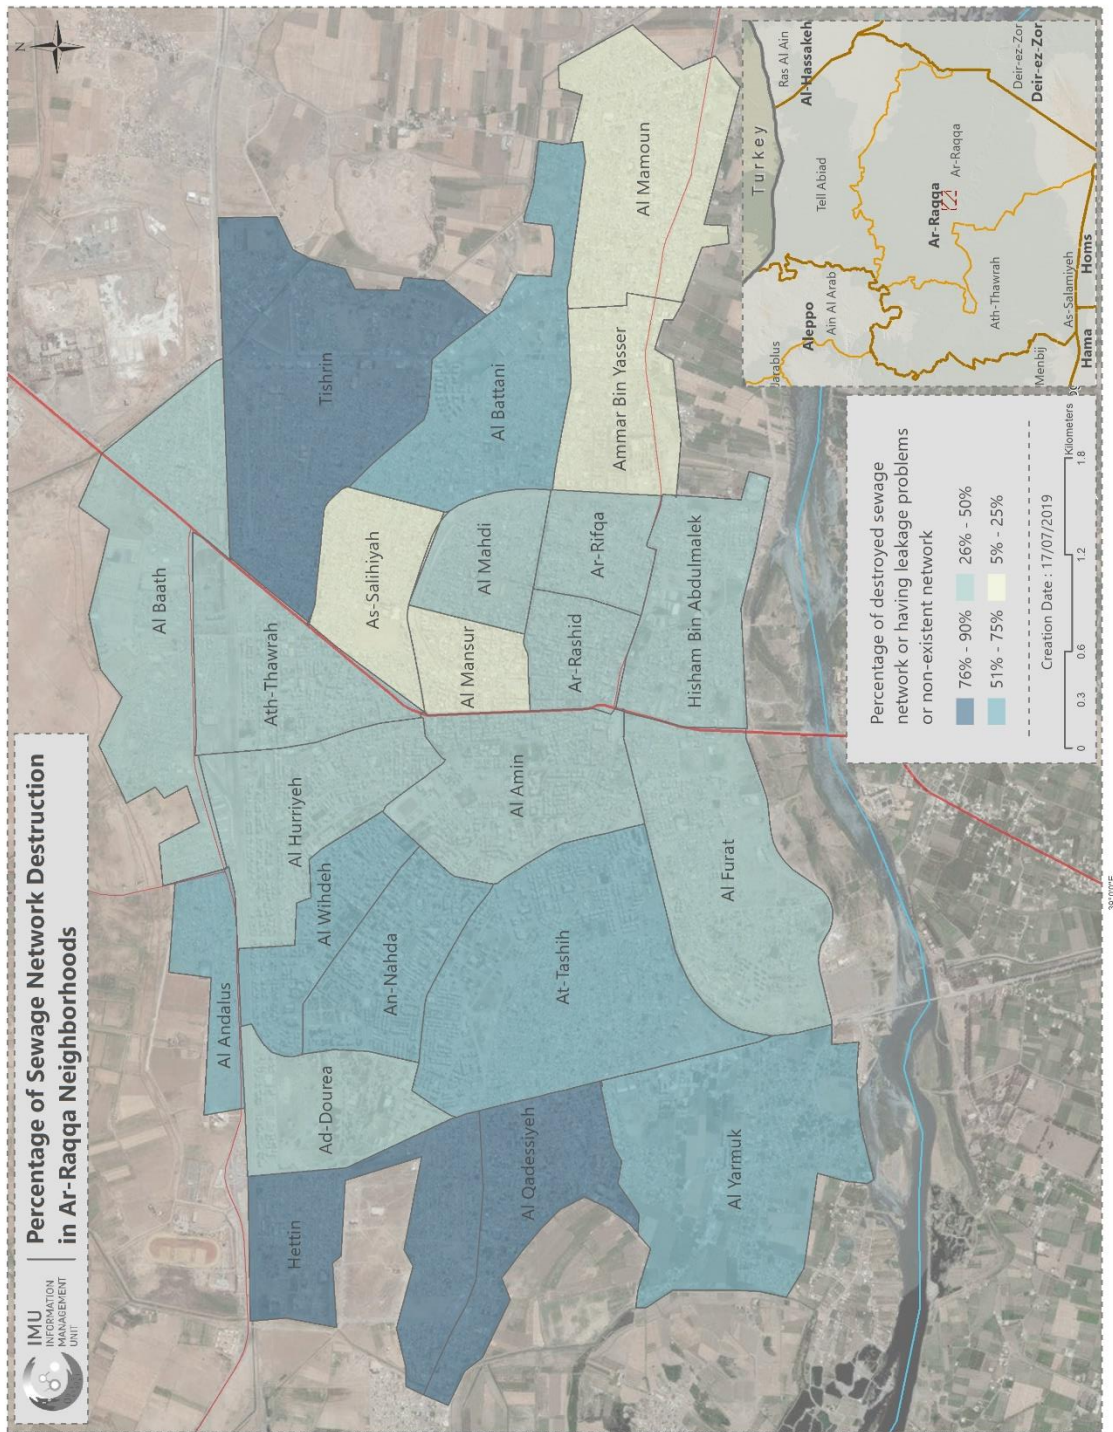 IMU
INFORMATION
MANAGEMENT
UNIT
Percentage of Sewage Network Destruction
in Ar-Raqqa Neighborhoods
N
Al Baath
Tishrin
Ath-Thawrah
Al Hurriyeh
Al Andalus
Al Wihdeh
An-Nahda
Ad-Dourea
Hettin
As-Salihiyah
Al Mansur
Al Mahdi
Al Battani
Al Mamoun
Ammar Bin Yasser
Ar-Rifqa
Ar-Rashid
Hisham Bin Abdulmalek
Al Amin
At-Tashih
Al Qadessiyeh
Al Furat
Al Yarmuk
Percentage of destroyed sewage
network or having leakage problems
or non-existent network
76% - 90%
26% - 50%
51% - 75%
5% - 25%
Creation Date : 17/07/2019
0 0.3 0.6 1.2 1.8
Kilometers
Turkey
Ras Al Ain
Al-Hassakeh
Jarablus
Aleppo
Ain Al Arab
Tell Abiad
Ar-Raqqa
Ar-Raqqa
Deir-ez-Zor
Deir-ez-Zor
Menbij
Ath-Thawrah
As-Salamiyeh
Hama
Homs